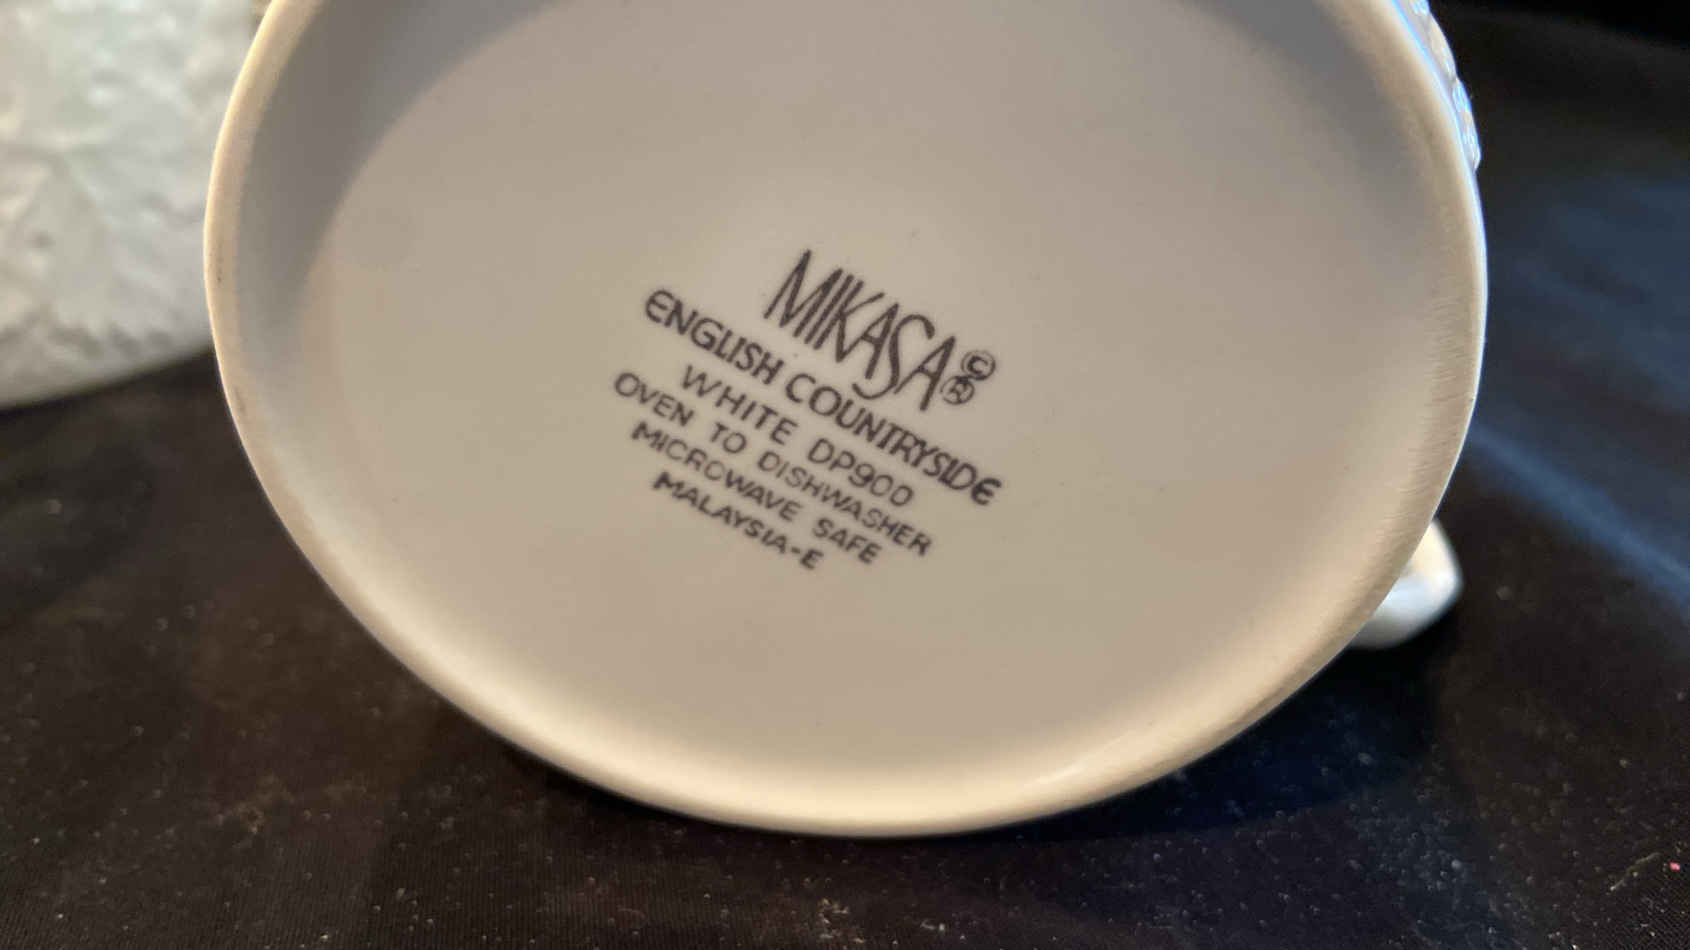 MIKASA©®
ENGLISH COUNTRYSIDE
WHITE DP900
OVEN TO DISHWASHER
MICROWAVE SAFE
MALAYSIA-E